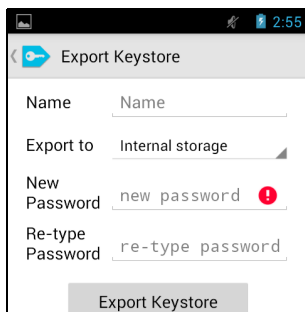 2:55
Export Keystore
Name Name
Export to Internal storage
New
Password new password
Re-type
Password re-type password
Export Keystore